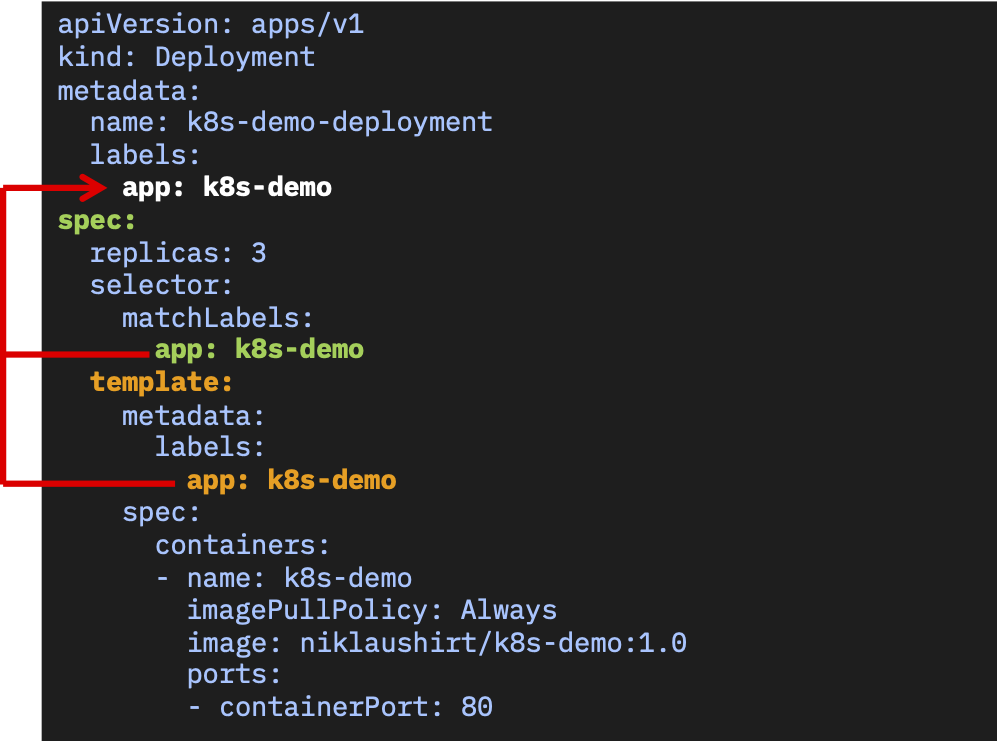 apiVersion: apps/v1
kind: Deployment
metadata:
  name: k8s-demo-deployment
  labels:
    app: k8s-demo
spec:
  replicas: 3
  selector:
    matchLabels:
      app: k8s-demo
  template:
    metadata:
      labels:
        app: k8s-demo
    spec:
      containers:
      - name: k8s-demo
        imagePullPolicy: Always
        image: niklaushirt/k8s-demo:1.0
        ports:
        - containerPort: 80